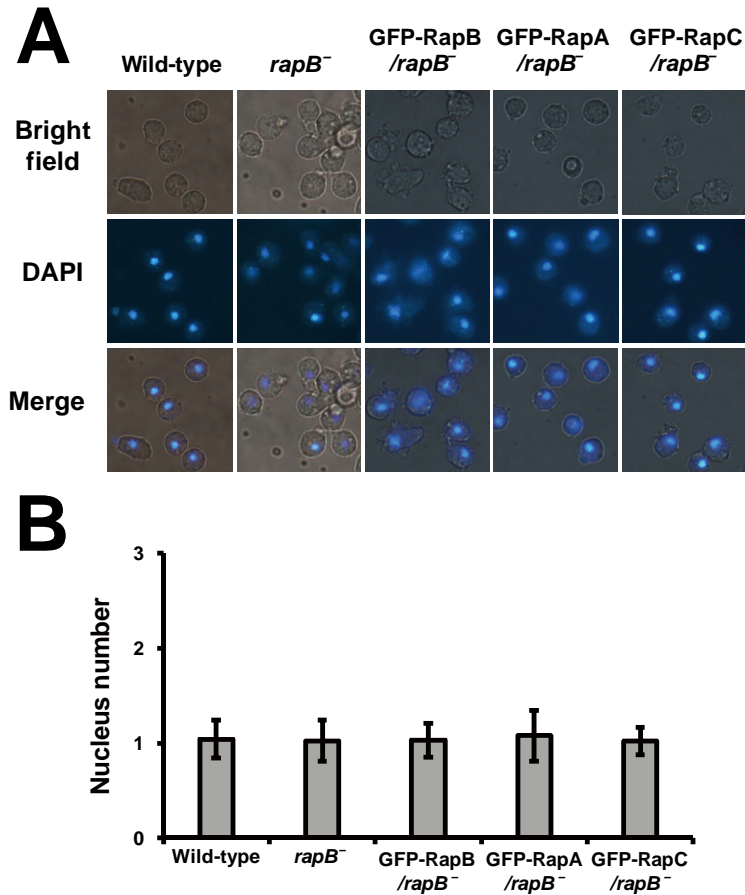 A
Wild-type
rapB⁻
GFP-RapB
/rapB⁻
GFP-RapA
/rapB⁻
GFP-RapC
/rapB⁻
Bright
field
DAPI
Merge
B
Nucleus number
3
2
1
0
Wild-type
rapB⁻
GFP-RapB
/rapB⁻
GFP-RapA
/rapB⁻
GFP-RapC
/rapB⁻